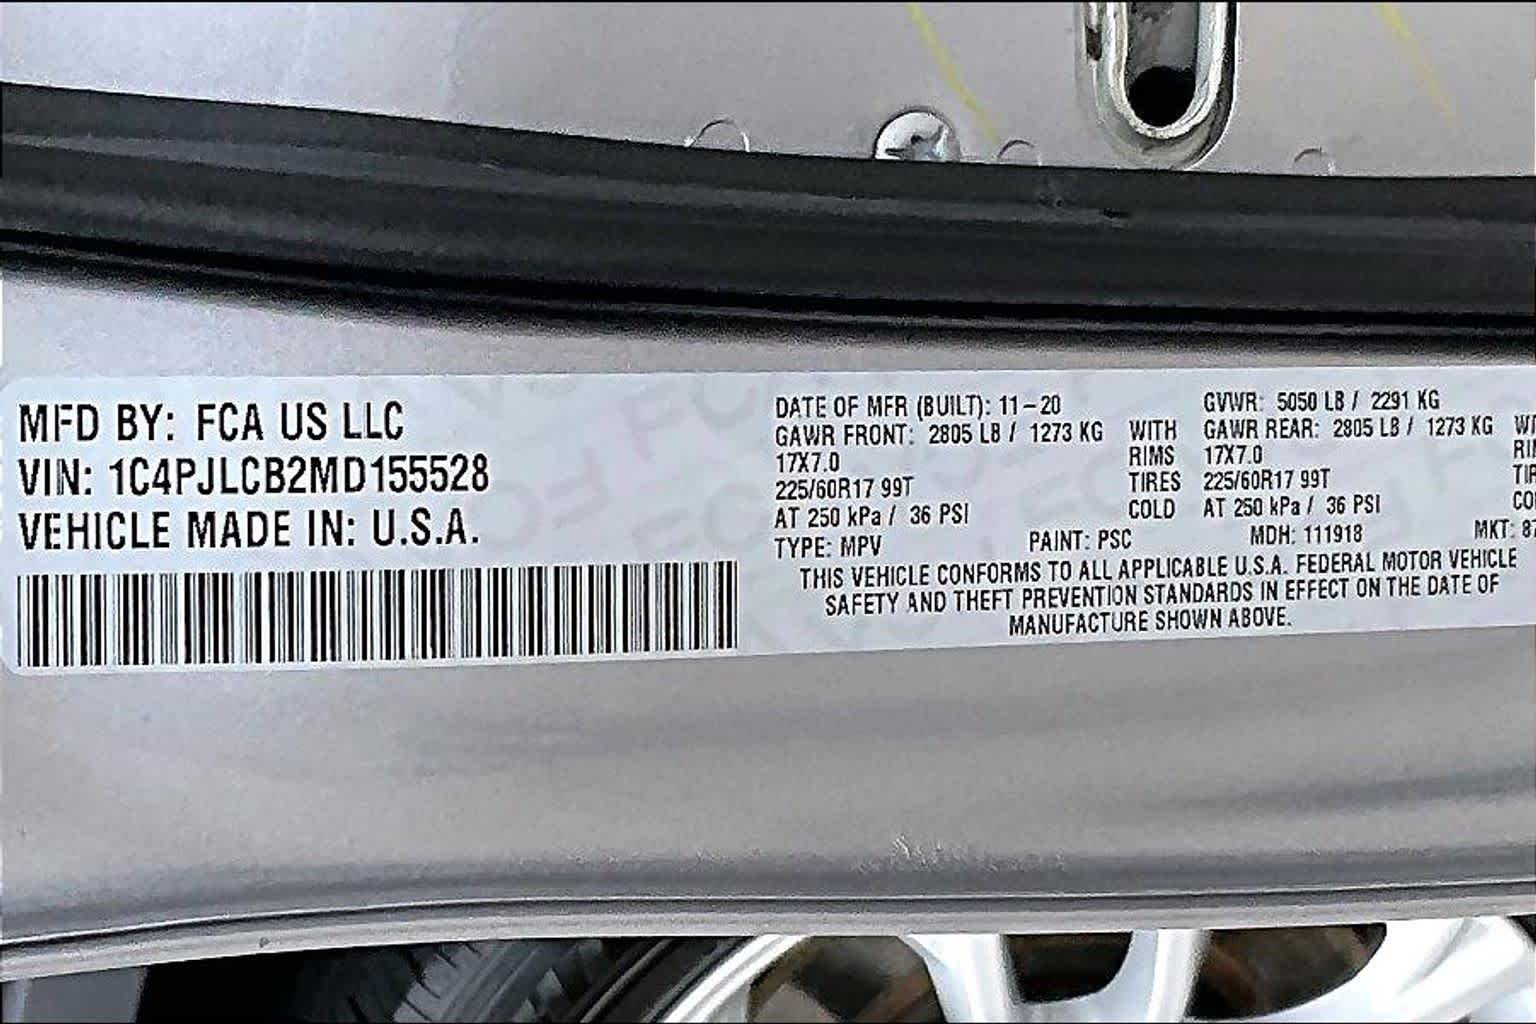 MFD BY: FCA US LLC
VIN: 1C4PJLCB2MD155528
VEHICLE MADE IN: U.S.A.
DATE OF MFR (BUILT): 11-20 GVWR: 5050 LB / 2291 KG
GAWR FRONT: 2805 LB / 1273 KG WITH GAWR REAR: 2805 LB / 1273 KG
17X7.0 RIMS 17X7.0
225/60R17 99T TIRES 225/60R17 99T
AT 250 kPa / 36 PSI COLD AT 250 kPa / 36 PSI
TYPE: MPV PAINT: PSC MDH: 111918 MKT:
THIS VEHICLE CONFORMS TO ALL APPLICABLE U.S.A. FEDERAL MOTOR VEHICLE
SAFETY AND THEFT PREVENTION STANDARDS IN EFFECT ON THE DATE OF
MANUFACTURE SHOWN ABOVE.